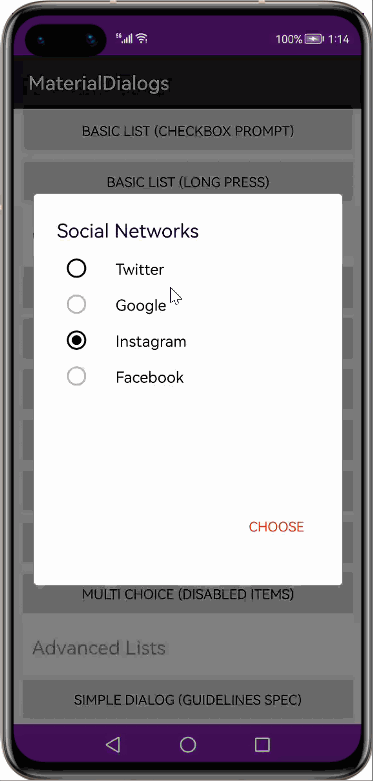 5G 100% 1:14
MaterialDialogs
BASIC LIST (CHECKBOX PROMPT)
BASIC LIST (LONG PRESS)
Social Networks
Twitter
Google
Instagram
Facebook
CHOOSE
MULTI CHOICE (DISABLED ITEMS)
Advanced Lists
SIMPLE DIALOG (GUIDELINES SPEC)